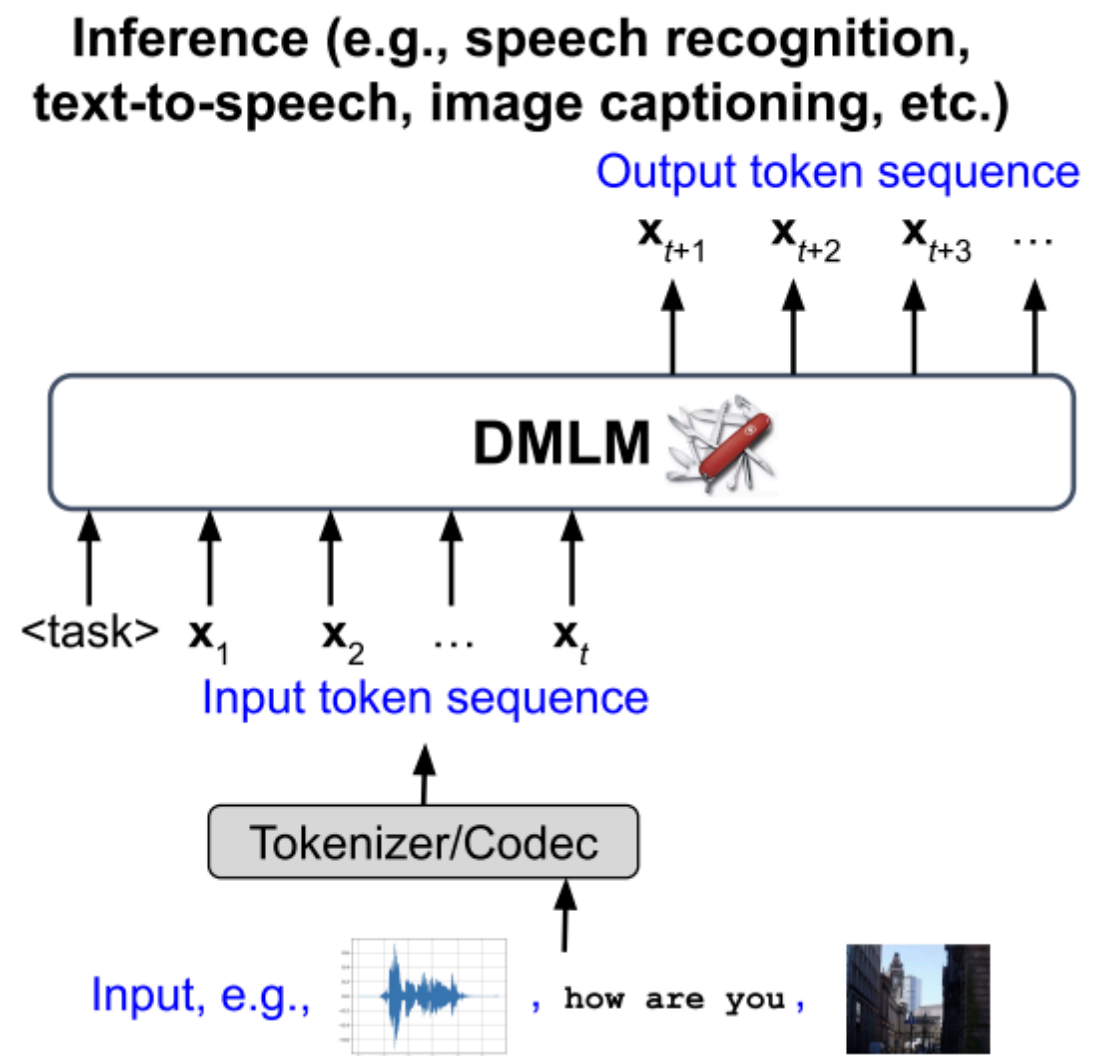 Inference (e.g., speech recognition,
text-to-speech, image captioning, etc.)
Output token sequence
x_{t+1} x_{t+2} x_{t+3} …
DMLM
<task> x_1 x_2 … x_t
Input token sequence
Tokenizer/Codec
Input, e.g., , how are you ,